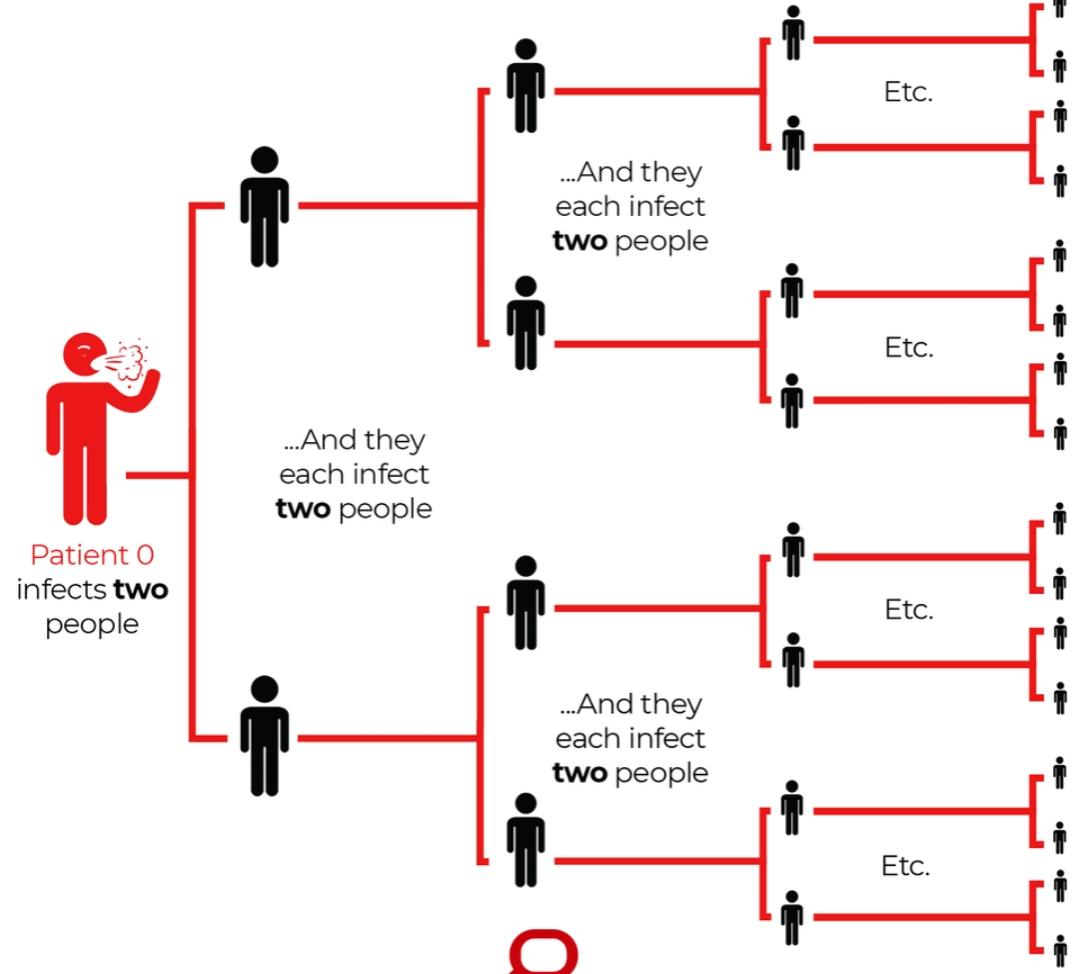 Etc.
...And they
each infect
two people
Etc.
...And they
each infect
two people
Patient 0
infects two
people
Etc.
...And they
each infect
two people
Etc.